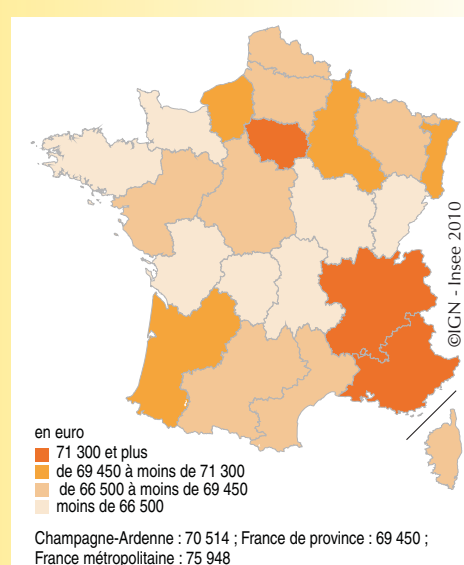 ©IGN - Insee 2010
en euro
71 300 et plus
de 69 450 à moins de 71 300
de 66 500 à moins de 69 450
moins de 66 500
Champagne-Ardenne : 70 514 ; France de province : 69 450 ;
France métropolitaine : 75 948